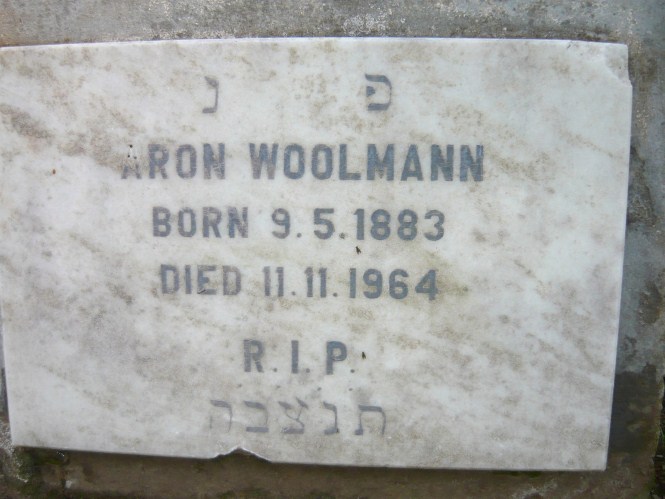 פ נ
ARON WOOLMANN
BORN 9.5.1883
DIED 11.11.1964
R.I.P.
תנצבה